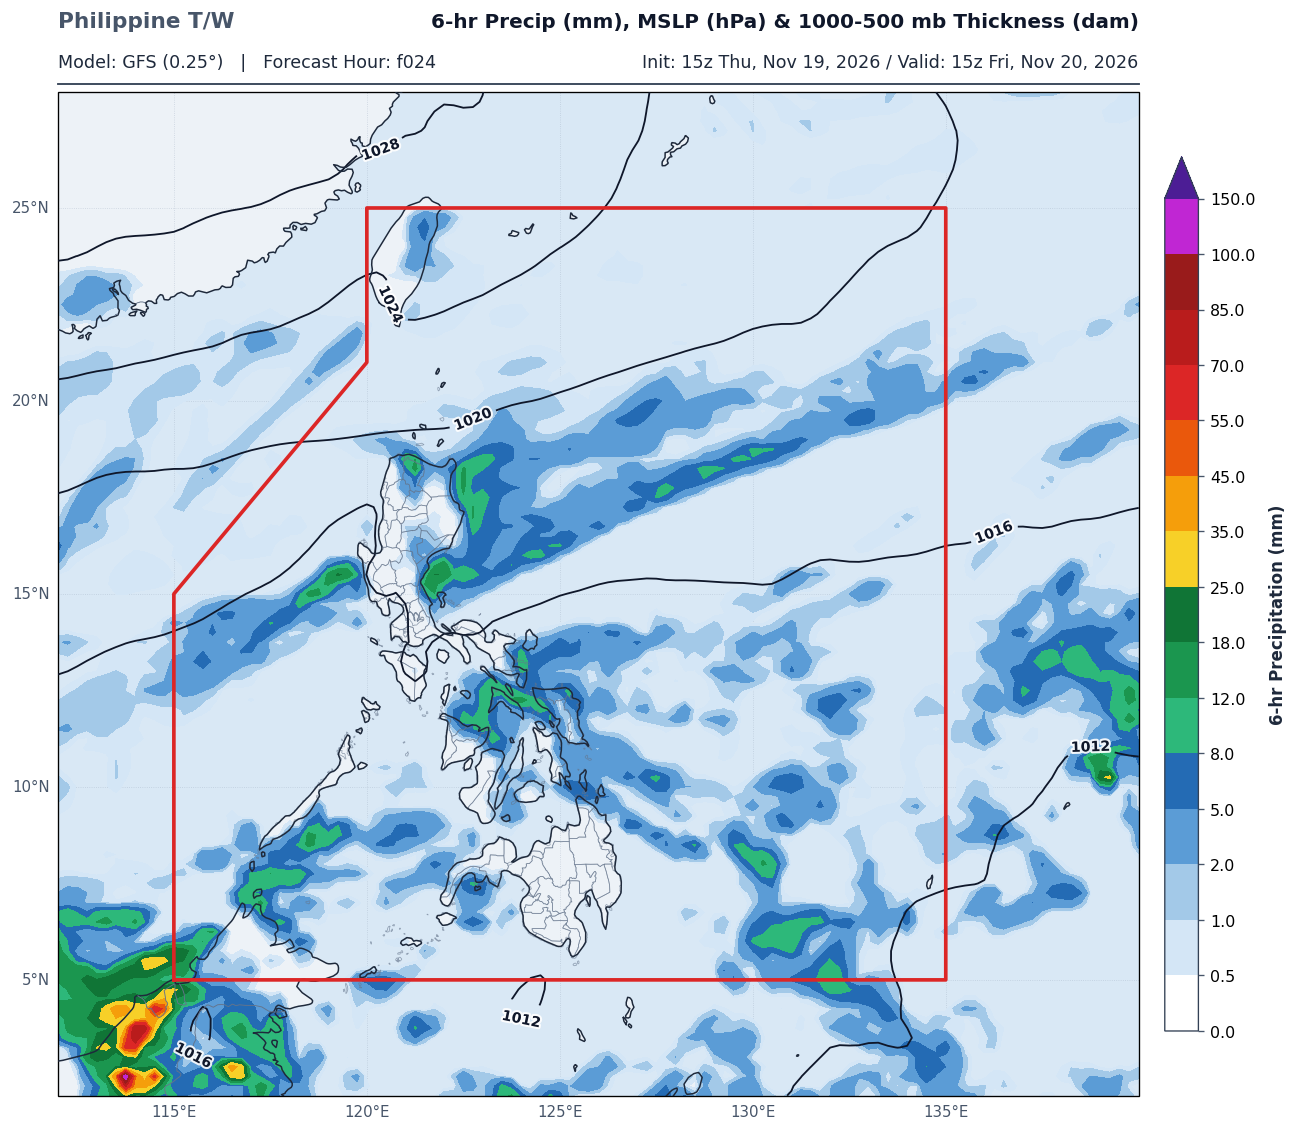 Philippine T/W
6-hr Precip (mm), MSLP (hPa) & 1000-500 mb Thickness (dam)
Model: GFS (0.25°) | Forecast Hour: f024
Init: 15z Thu, Nov 19, 2026 / Valid: 15z Fri, Nov 20, 2026
1028
1024
1020
1016
1012
1012
1016
25°N
20°N
15°N
10°N
5°N
115°E
120°E
125°E
130°E
135°E
150.0
100.0
85.0
70.0
55.0
45.0
35.0
25.0
18.0
12.0
8.0
5.0
2.0
1.0
0.5
0.0
6-hr Precipitation (mm)